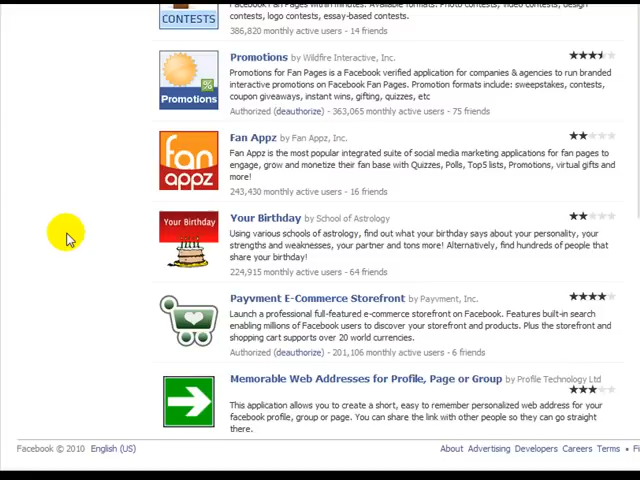 Facebook Fan Pages within minutes. Available formats: Photo contests, video contests, design
contests, logo contests, essay-based contests.
CONTESTS
386,820 monthly active users - 14 friends
Promotions by Wildfire Interactive, Inc.
Promotions for Fan Pages is a Facebook verified application for companies & agencies to run branded
interactive promotions on Facebook Fan Pages. Promotion formats include: sweepstakes, contests,
coupon giveaways, instant wins, gifting, quizzes, etc
%
Promotions
Authorized (deauthorize) - 363,065 monthly active users - 75 friends
Fan Appz by Fan Appz, Inc.
Fan Appz is the most popular integrated suite of social media marketing applications for fan pages to
engage, grow and monetize their fan base with Quizzes, Polls, Top5 lists, Promotions, virtual gifts and
more!
fan
appz
243,430 monthly active users - 16 friends
Your Birthday by School of Astrology
Your Birthday
Using various schools of astrology, find out what your birthday says about your personality, your
strengths and weaknesses, your partner and tons more! Alternatively, find hundreds of people that
share your birthday!
224,915 monthly active users - 64 friends
Payvment E-Commerce Storefront by Payvment, Inc.
Launch a professional full-featured e-commerce storefront on Facebook. Features built-in search
enabling millions of Facebook users to discover your storefront and products. Plus the storefront and
shopping cart supports over 20 world currencies.
Authorized (deauthorize) - 201,106 monthly active users - 6 friends
Memorable Web Addresses for Profile, Page or Group by Profile Technology Ltd
This application allows you to create a short, easy to remember personalized web address for your
facebook profile, group or page. You can share the link with other people so they can go straight
there.
Facebook © 2010 English (US)
About Advertising Developers Careers Terms •